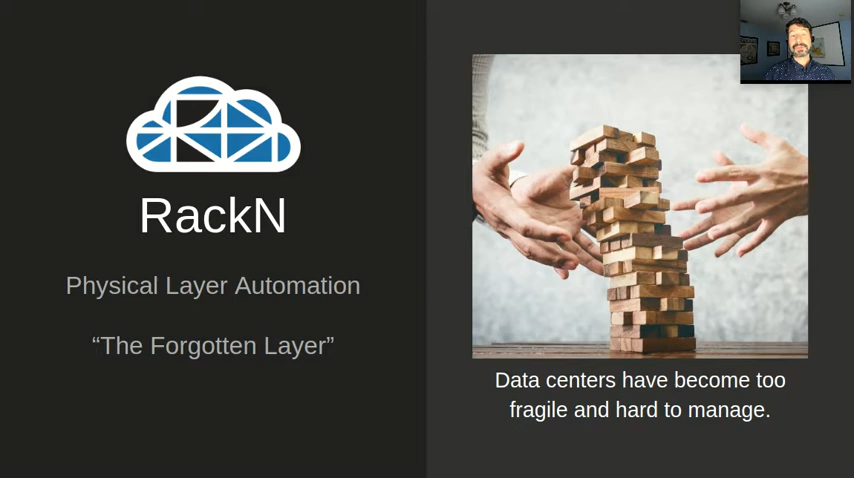 RackN
Physical Layer Automation
“The Forgotten Layer”
Data centers have become too
fragile and hard to manage.